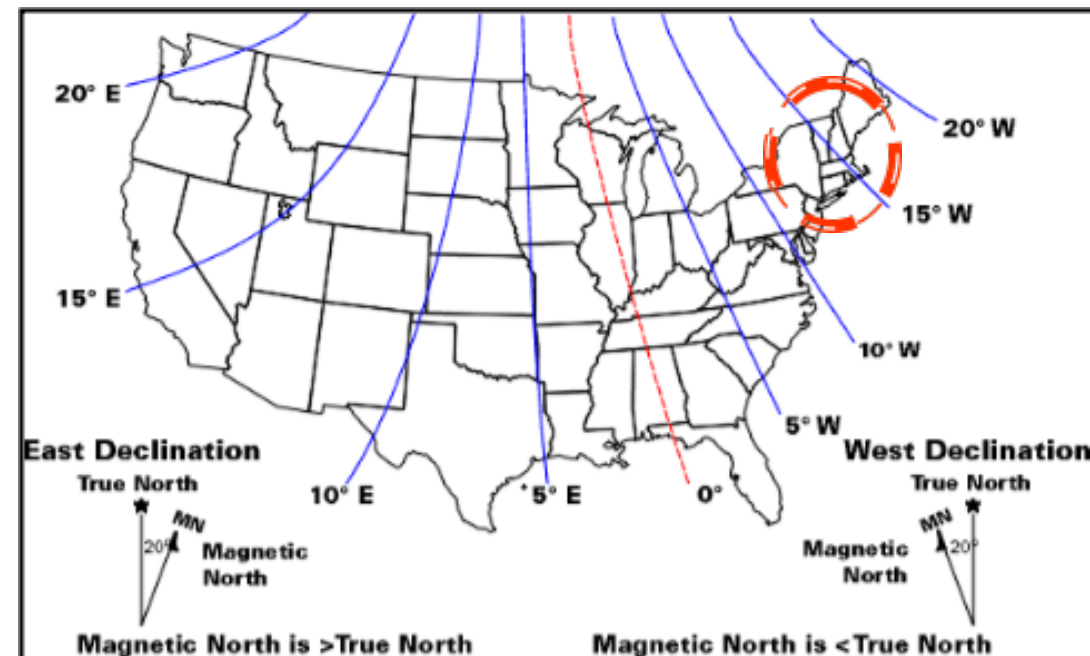 20° E
20° W
15° W
15° E
10° W
5° W
East Declination
West Declination
True North
10° E
5° E
0°
True North
MN
20°
Magnetic
North
MN
20°
Magnetic
North
Magnetic North is >True North
Magnetic North is <True North